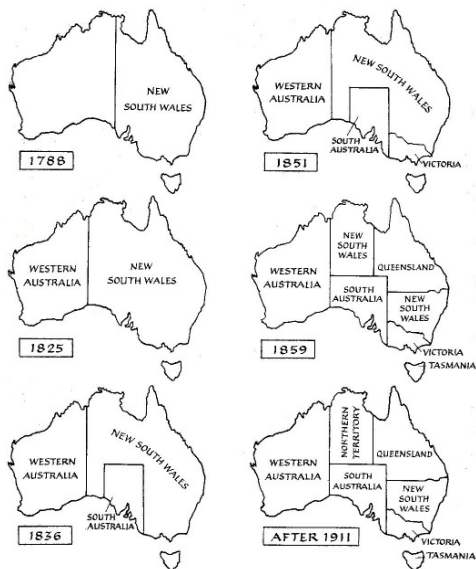 NEW
SOUTH WALES
1788
WESTERN
AUSTRALIA
NEW
SOUTH WALES
1825
WESTERN
AUSTRALIA
NEW SOUTH WALES
SOUTH
AUSTRALIA
1836
WESTERN
AUSTRALIA
NEW SOUTH WALES
SOUTH
AUSTRALIA
VICTORIA
1851
WESTERN
AUSTRALIA
NEW
SOUTH
WALES
QUEENSLAND
SOUTH
AUSTRALIA
NEW
SOUTH
WALES
VICTORIA
TASMANIA
1859
WESTERN
AUSTRALIA
NORTHERN
TERRITORY
QUEENSLAND
SOUTH
AUSTRALIA
NEW
SOUTH WALES
VICTORIA
TASMANIA
AFTER 1911